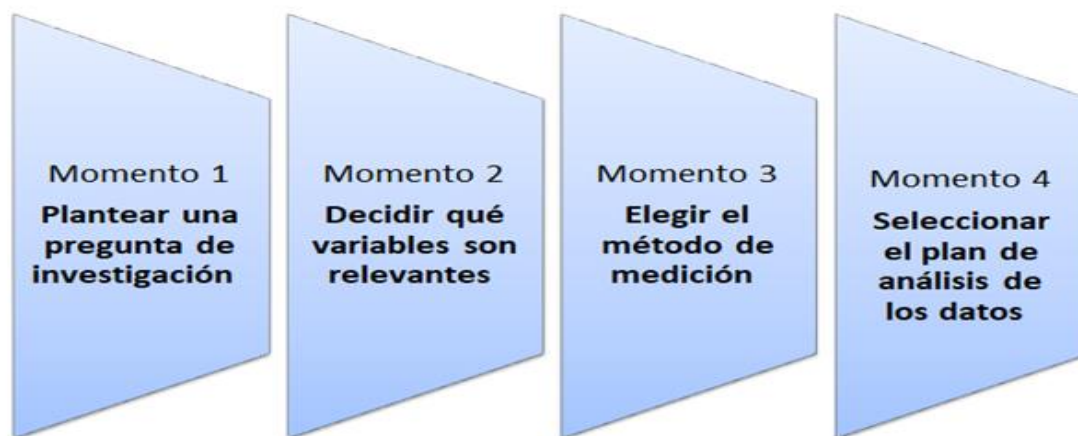 Momento 1
Plantear una
pregunta de
investigación
Momento 2
Decidir qué
variables son
relevantes
Momento 3
Elegir el
método de
medición
Momento 4
Seleccionar
el plan de
análisis de
los datos